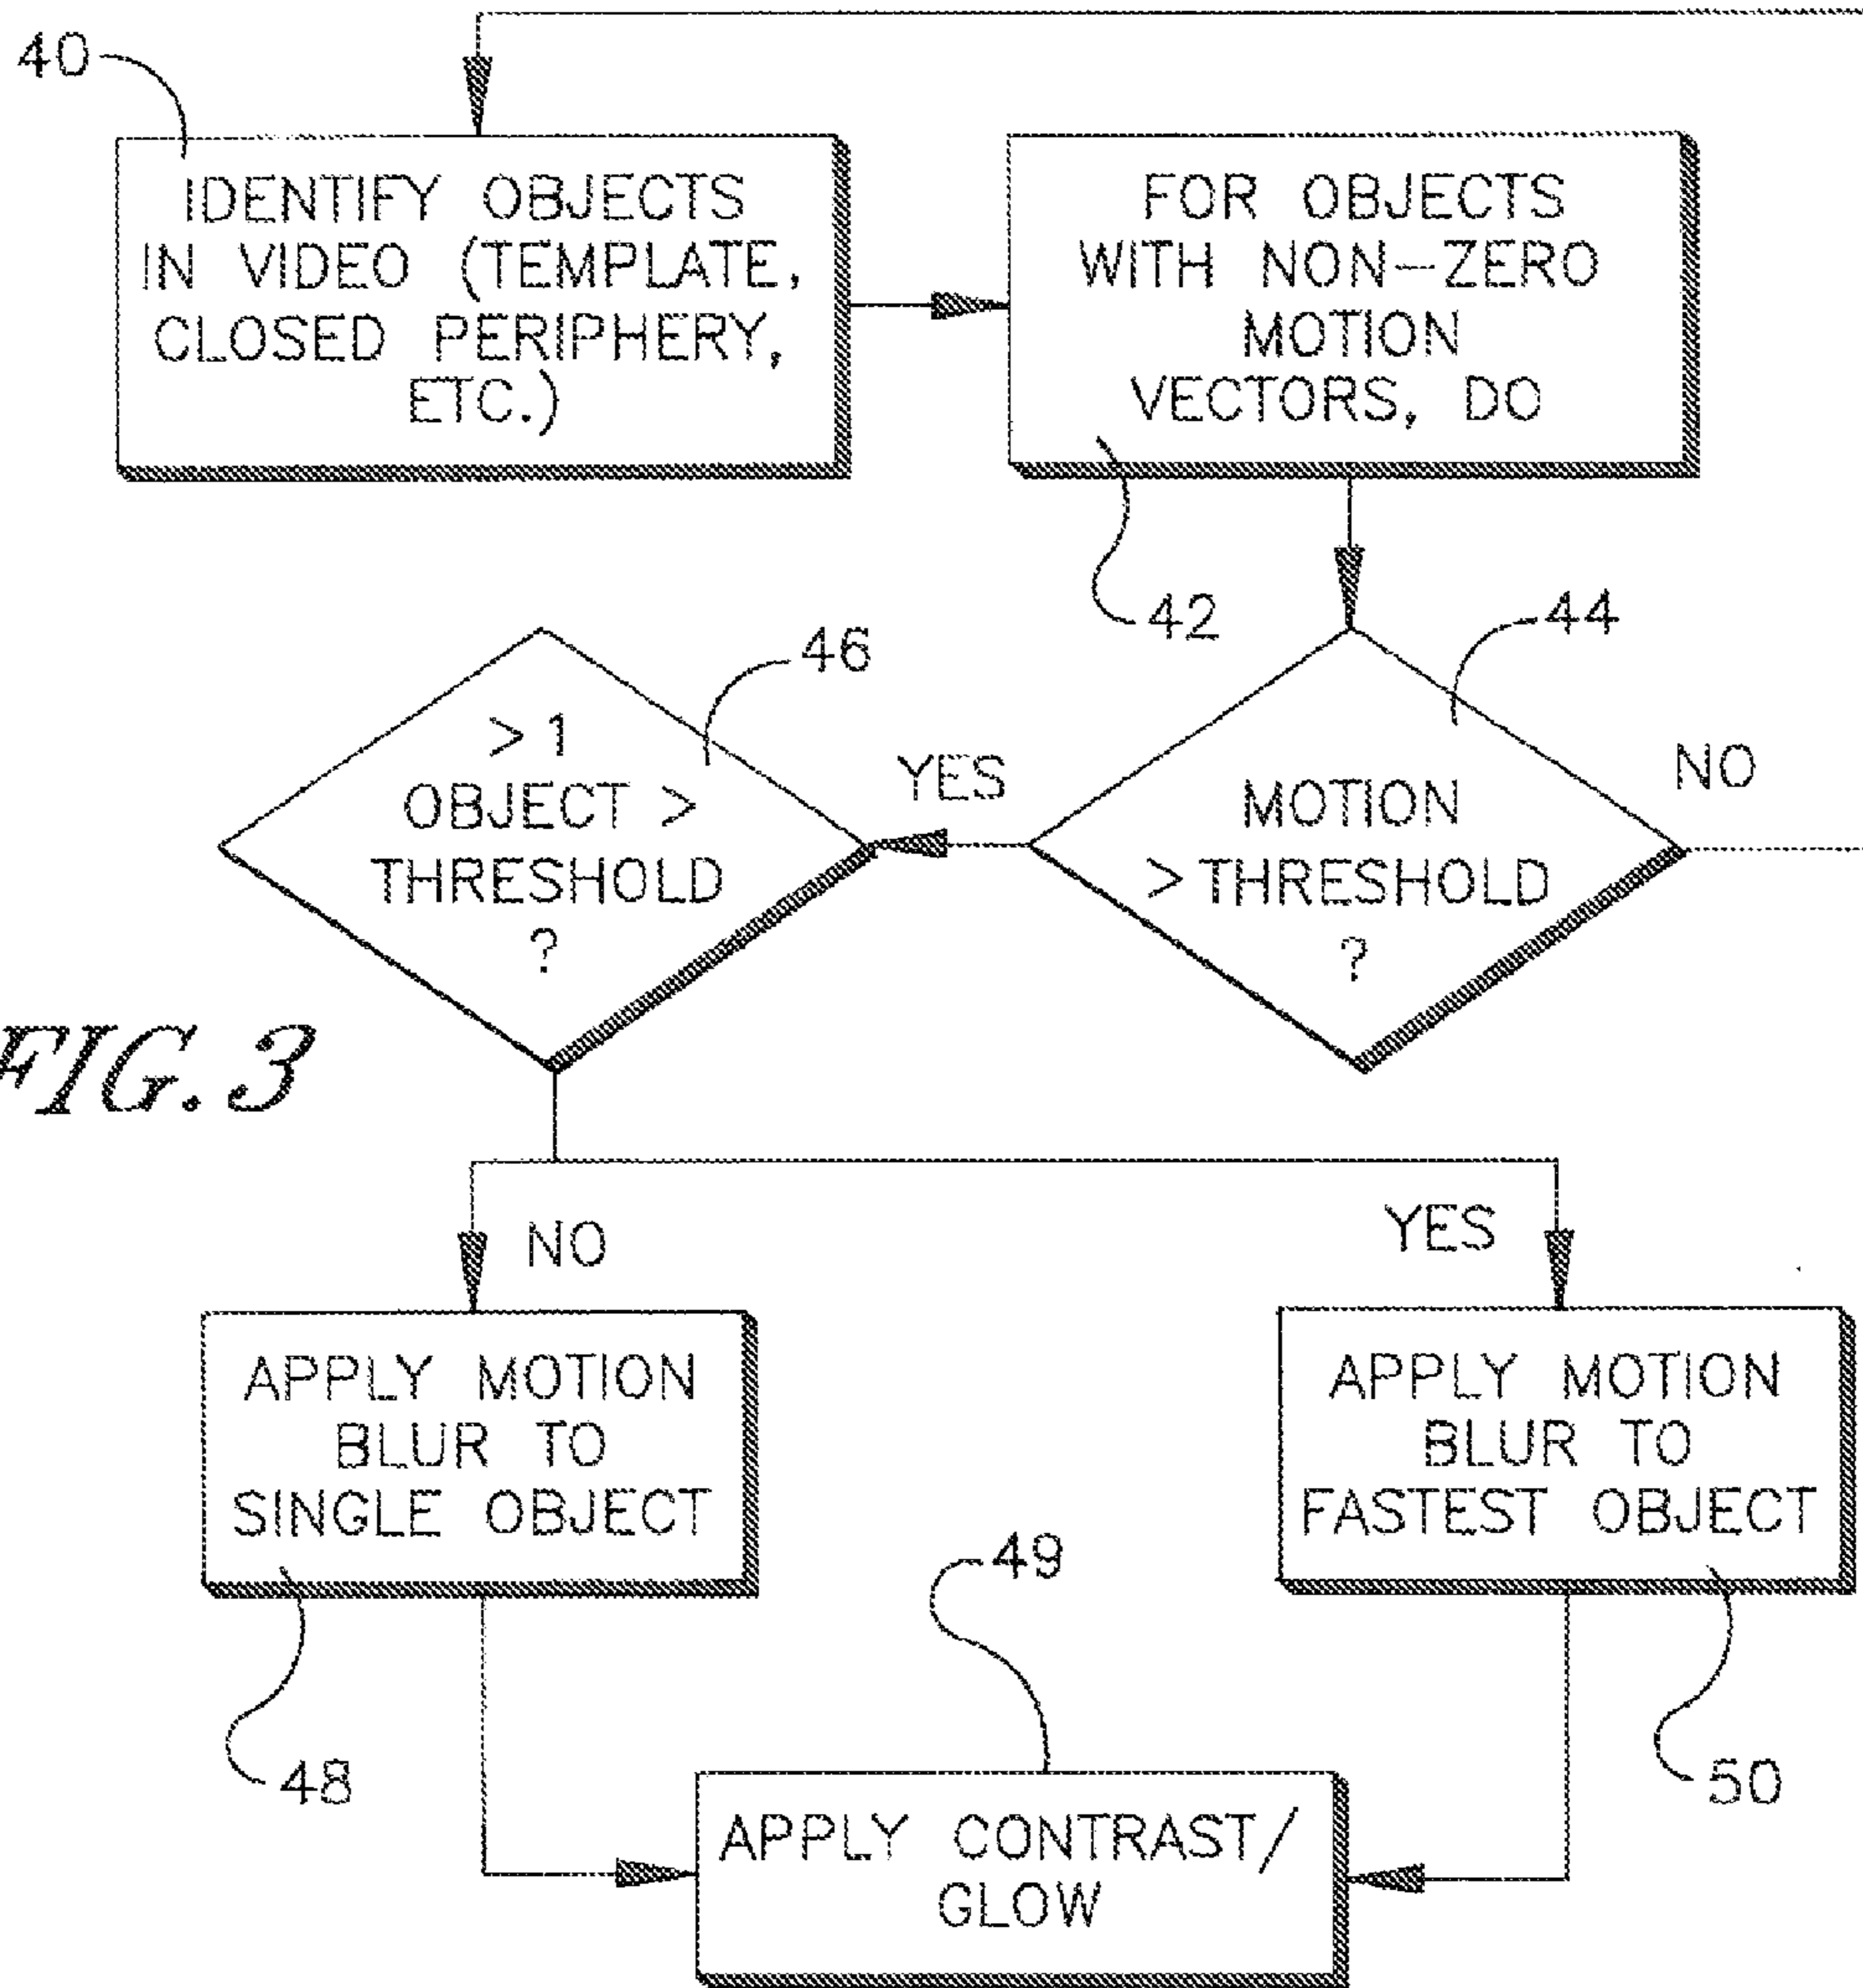 40
IDENTIFY OBJECTS
IN VIDEO (TEMPLATE,
CLOSED PERIPHERY,
ETC.)
FOR OBJECTS
WITH NON-ZERO
MOTION
VECTORS, DO
42
44
46
>1
OBJECT >
THRESHOLD
?
YES
MOTION
>THRESHOLD
?
NO
FIG. 3
NO
YES
APPLY MOTION
BLUR TO
SINGLE OBJECT
APPLY MOTION
BLUR TO
FASTEST OBJECT
49
48
50
APPLY CONTRAST/
GLOW